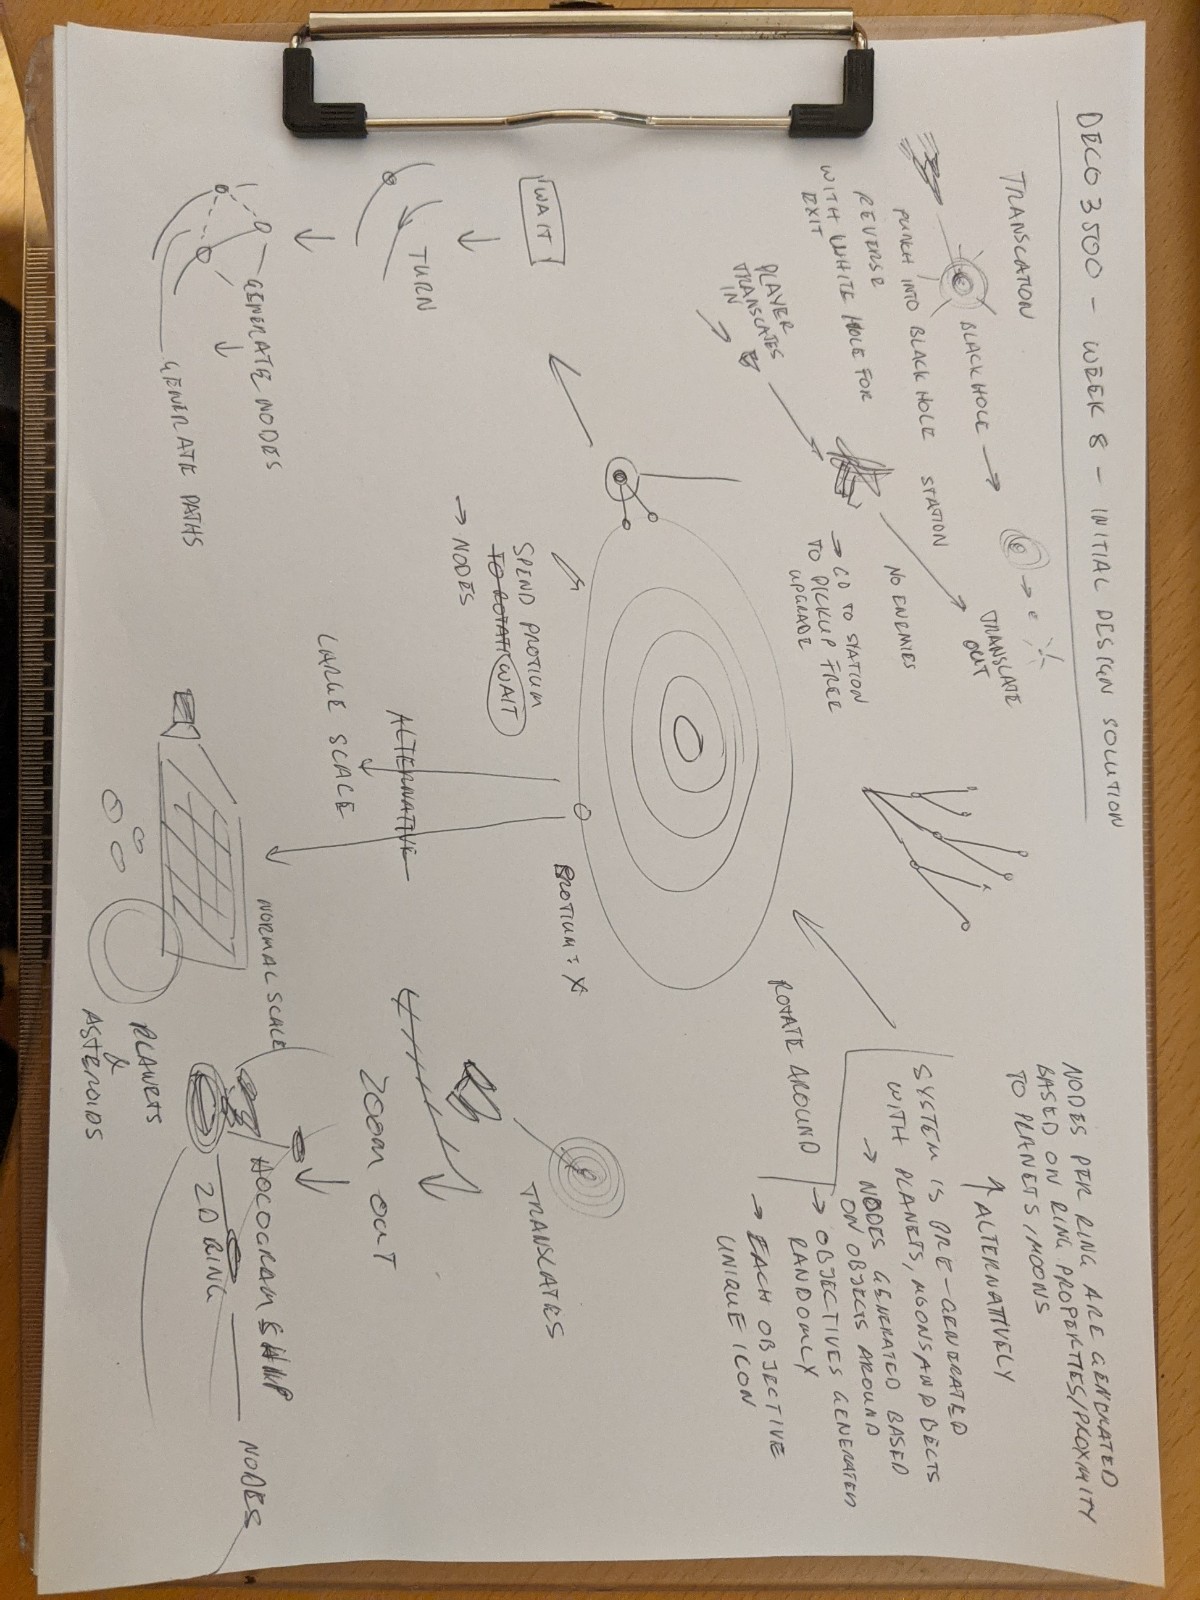 DECO3500 - WEEK 8 - INITIAL DESIGN SOLUTION
TRANSLATION
BLACK HOLE
PUNCH INTO BLACK HOLE
REVERSE
WITH WHITE HOLE FOR
EXIT
TRANSLATE
OUT
STATION
NO ENEMIES
→ GO TO STATION
TO PICKUP FREE
UPGRADE
PLAYER
TRANSLATES
IN
NODES PER RING ARE GENERATED
BASED ON RING PROPERTIES/PROXIMITY
TO PLANETS/MOONS
ALTERNATIVELY
SYSTEM IS PRE-GENERATED
WITH PLANETS, MOONS AND BELTS
→ NODES GENERATED BASED
ON OBJECTS AROUND
→ OBJECTIVES GENERATED
RANDOMLY
→ EACH OBJECTIVE
UNIQUE ICON
ROTATE AROUND
WAIT
TURN
GENERATE NODES
GENERATE PATHS
SPEND PROTIUM
TO ROTATE WAIT
→ NODES
PROTIUM: X
ALTERNATIVE
LARGE SCALE
NORMAL SCALE
PLANETS
&
ASTEROIDS
TRANSLATES
ZOOM OUT
HOLOGRAM SHIP
2D RING
NODES